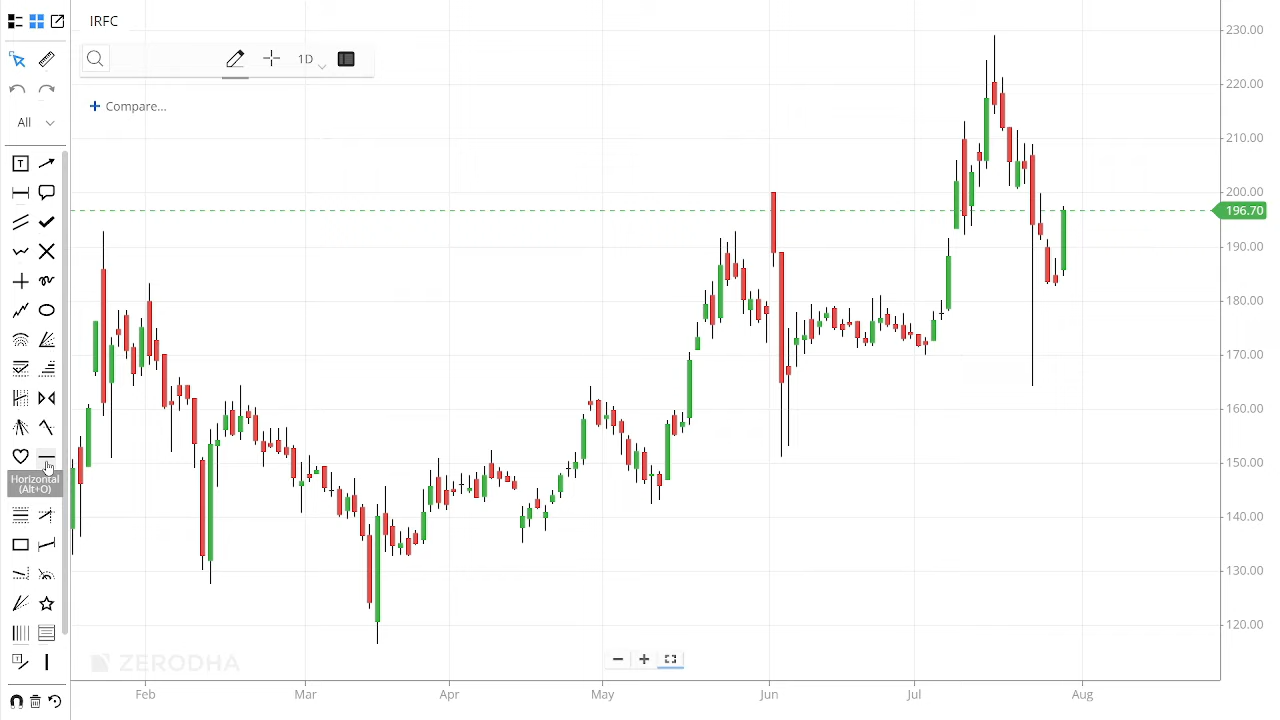 IRFC
1D
+ Compare...
All
T
Horizontal
(Alt+O)
230.00
220.00
210.00
200.00
196.70
190.00
180.00
170.00
160.00
150.00
140.00
130.00
120.00
ZERODHA
Feb
Mar
Apr
May
Jun
Jul
Aug